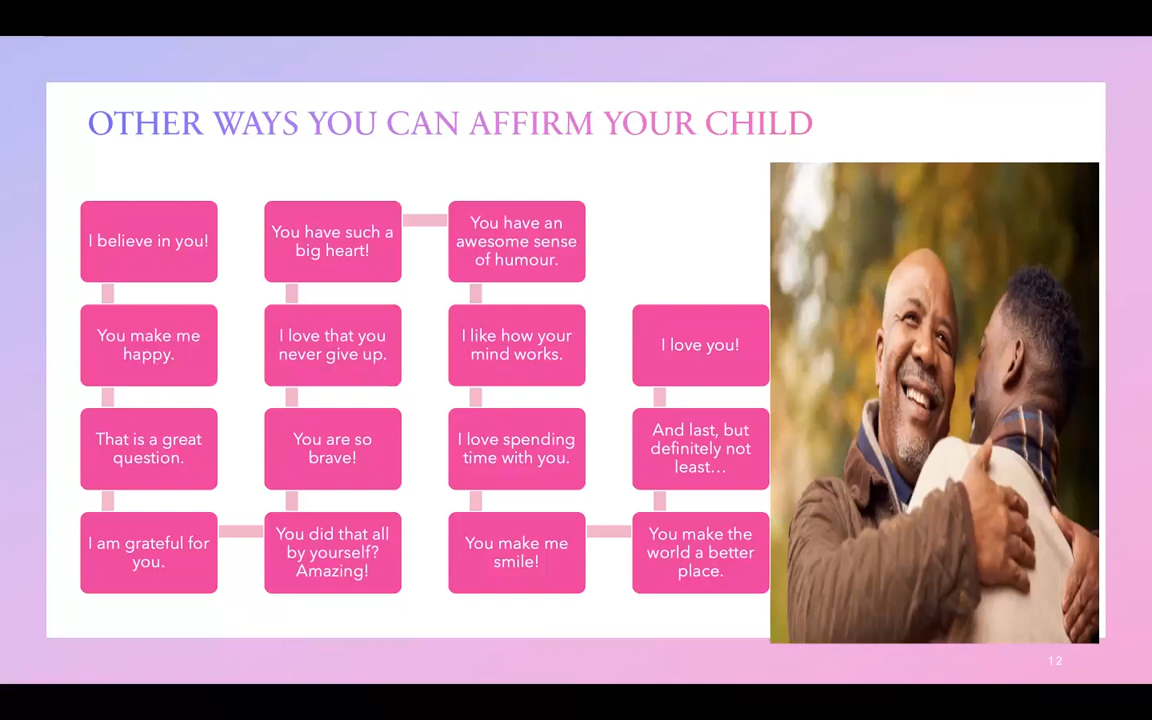 OTHER WAYS YOU CAN AFFIRM YOUR CHILD
I believe in you!
You make me
happy.
That is a great
question.
I am grateful for
you.
You did that all
by yourself?
Amazing!
You are so
brave!
I love that you
never give up.
You have such a
big heart!
You have an
awesome sense
of humour.
I like how your
mind works.
I love spending
time with you.
You make me
smile!
You make the
world a better
place.
And last, but
definitely not
least…
I love you!
12